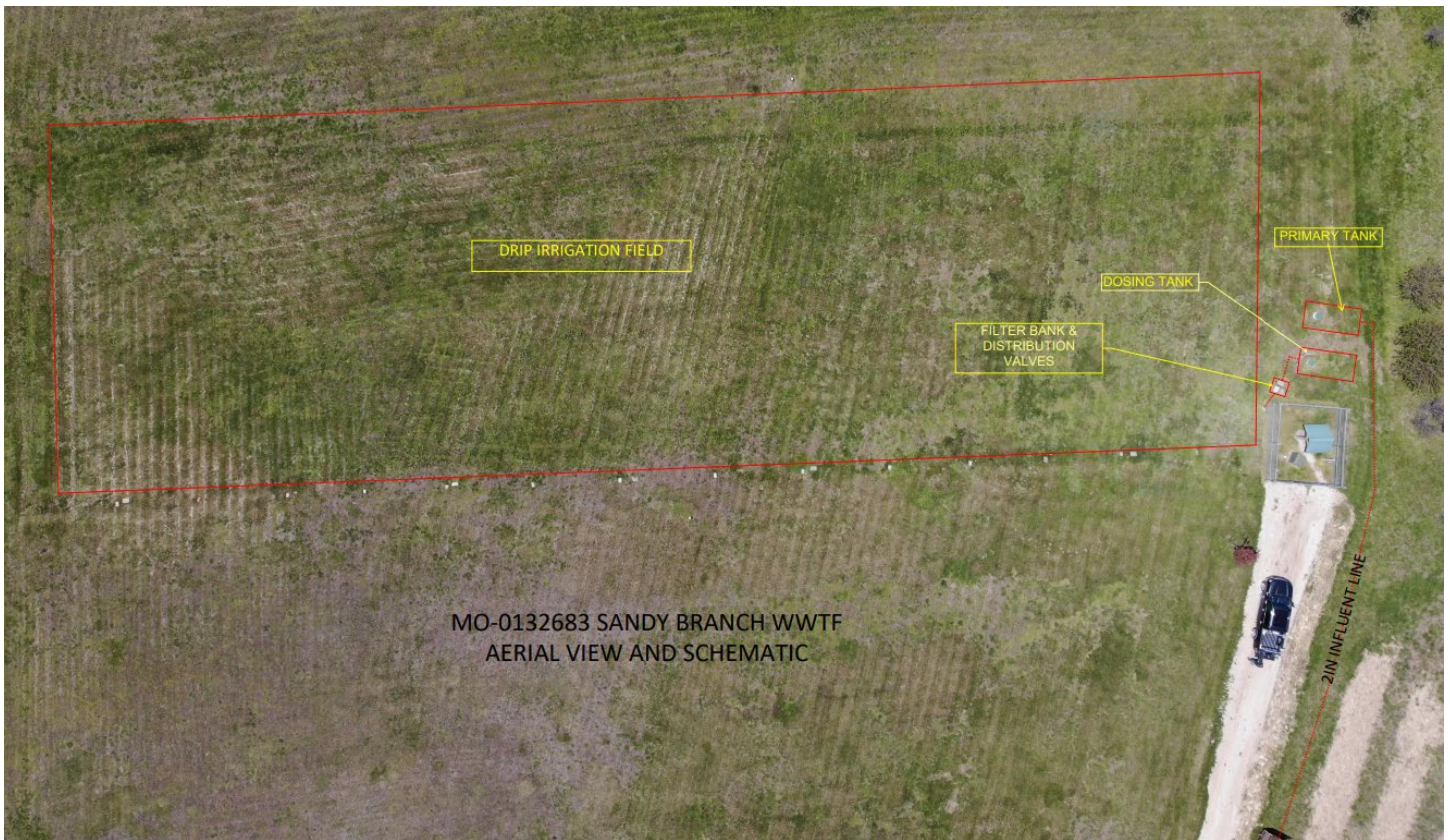 PRIMARY TANK
DRIP IRRIGATION FIELD
DOSING TANK
FILTER BANK &
DISTRIBUTION
VALVES
2IN INFLUENT LINE
MO-0132683 SANDY BRANCH WWTF
AERIAL VIEW AND SCHEMATIC